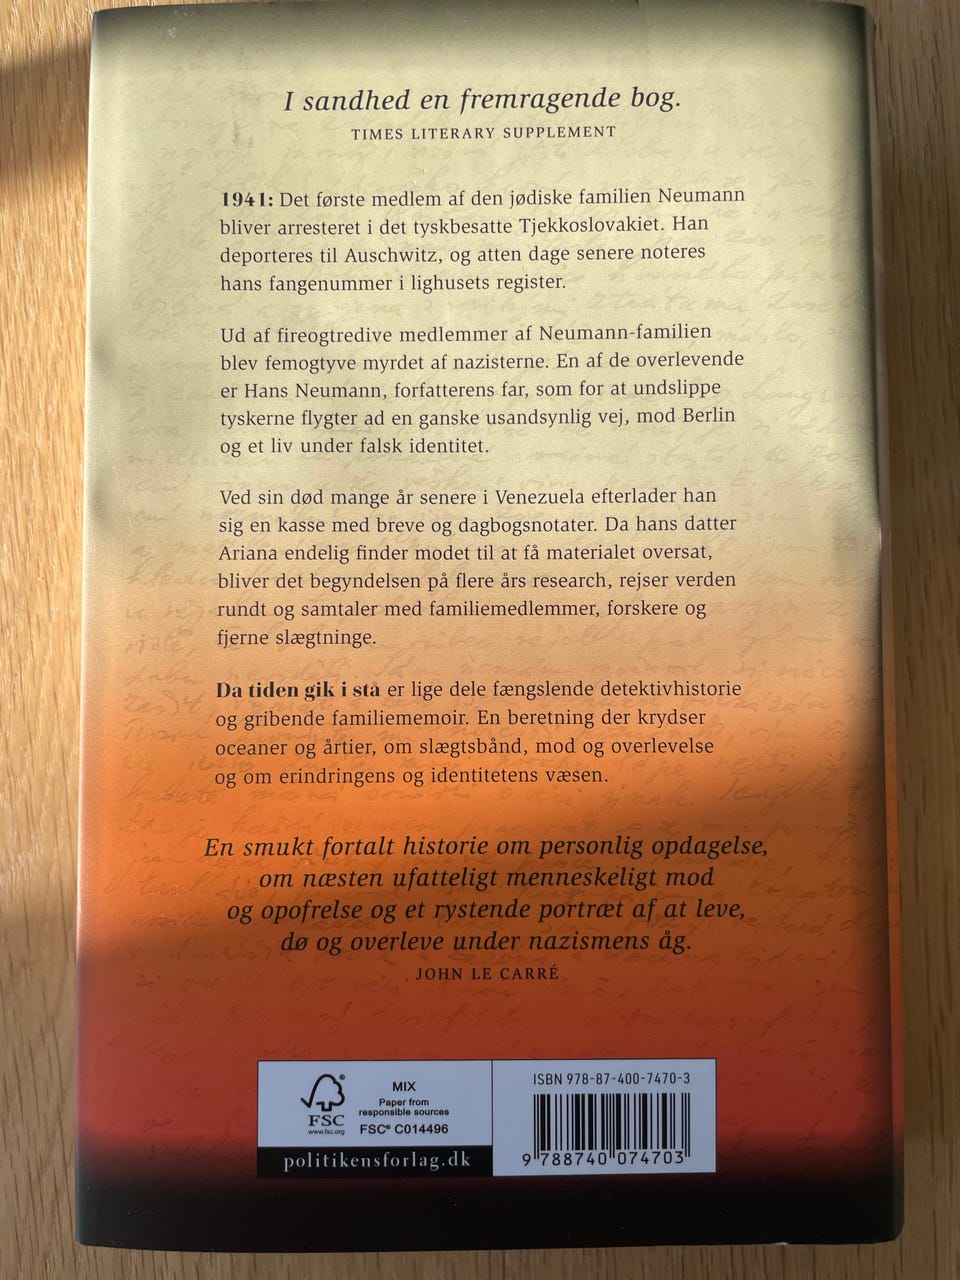 I sandhed en fremragende bog.
TIMES LITERARY SUPPLEMENT
1941: Det første medlem af den jødiske familien Neumann
bliver arresteret i det tyskbesatte Tjekkoslovakiet. Han
deporteres til Auschwitz, og atten dage senere noteres
hans fangenummer i lighusets register.
Ud af fireogtredive medlemmer af Neumann-familien
blev femogtyve myrdet af nazisterne. En af de overlevende
er Hans Neumann, forfatterens far, som for at undslippe
tyskerne flygter ad en ganske usandsynlig vej, mod Berlin
og et liv under falsk identitet.
Ved sin død mange år senere i Venezuela efterlader han
sig en kasse med breve og dagbogsnotater. Da hans datter
Ariana endelig finder modet til at få materialet oversat,
bliver det begyndelsen på flere års research, rejser verden
rundt og samtaler med familiemedlemmer, forskere og
fjerne slægtninge.
Da tiden gik i stå er lige dele fængslende detektivhistorie
og gribende familiememoir. En beretning der krydser
oceaner og årtier, om slægtsbånd, mod og overlevelse
og om erindringens og identitetens væsen.
En smukt fortalt historie om personlig opdagelse,
om næsten ufatteligt menneskeligt mod
og opofrelse og et rystende portræt af at leve,
dø og overleve under nazismens åg.
JOHN LE CARRÉ
FSC
www.fsc.org
MIX
Paper from
responsible sources
FSC® C014496
politikensforlag.dk
ISBN 978-87-400-7470-3
9 788740 074703